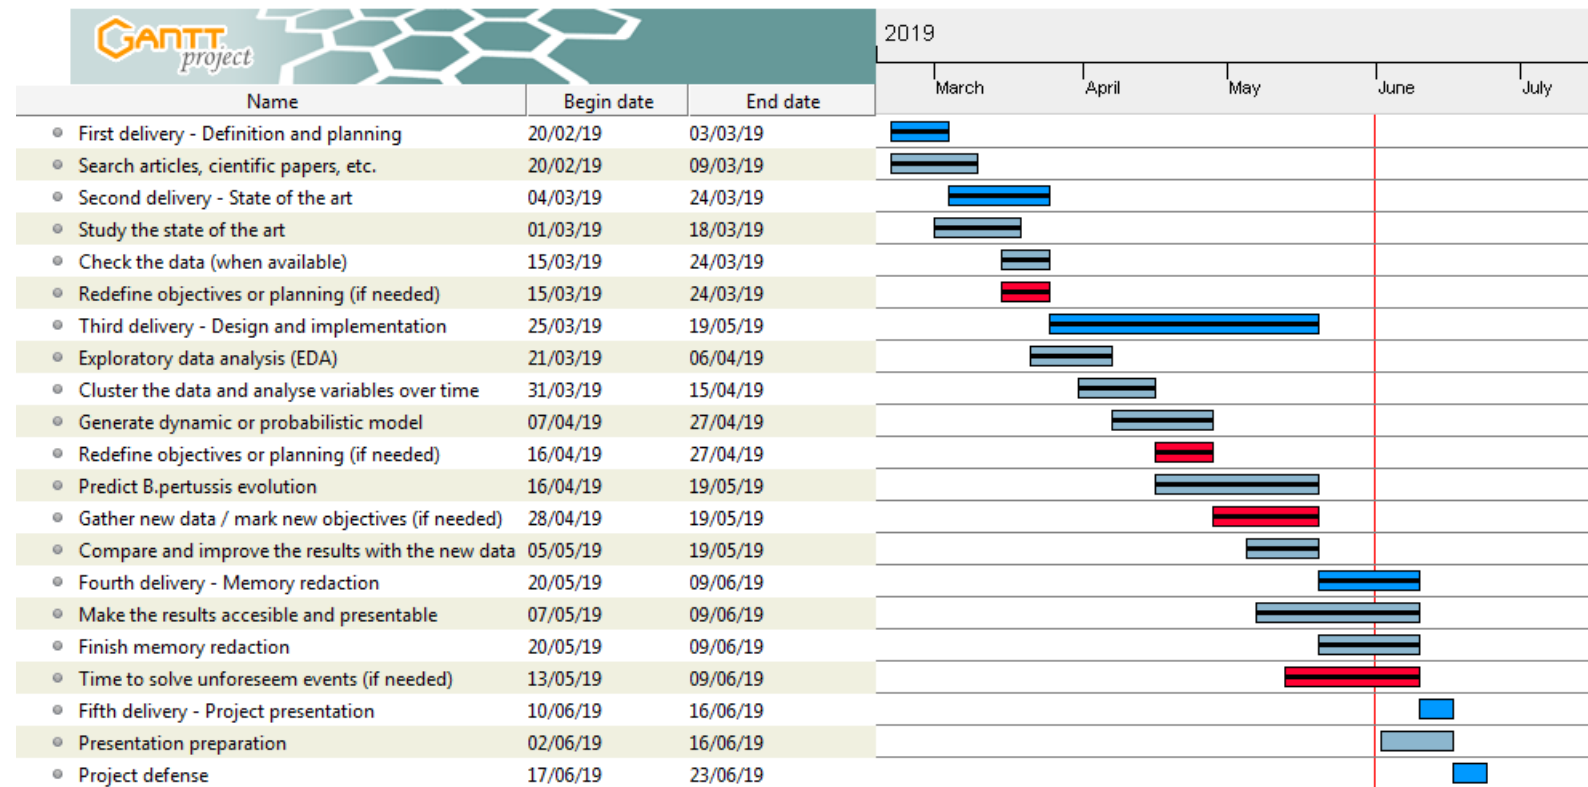 GANTT
project
2019
March April May June July
Name Begin date End date
First delivery - Definition and planning 20/02/19 03/03/19
Search articles, cientific papers, etc. 20/02/19 09/03/19
Second delivery - State of the art 04/03/19 24/03/19
Study the state of the art 01/03/19 18/03/19
Check the data (when available) 15/03/19 24/03/19
Redefine objectives or planning (if needed) 15/03/19 24/03/19
Third delivery - Design and implementation 25/03/19 19/05/19
Exploratory data analysis (EDA) 21/03/19 06/04/19
Cluster the data and analyse variables over time 31/03/19 15/04/19
Generate dynamic or probabilistic model 07/04/19 27/04/19
Redefine objectives or planning (if needed) 16/04/19 27/04/19
Predict B.pertussis evolution 16/04/19 19/05/19
Gather new data / mark new objectives (if needed) 28/04/19 19/05/19
Compare and improve the results with the new data 05/05/19 19/05/19
Fourth delivery - Memory redaction 20/05/19 09/06/19
Make the results accesible and presentable 07/05/19 09/06/19
Finish memory redaction 20/05/19 09/06/19
Time to solve unforeseem events (if needed) 13/05/19 09/06/19
Fifth delivery - Project presentation 10/06/19 16/06/19
Presentation preparation 02/06/19 16/06/19
Project defense 17/06/19 23/06/19